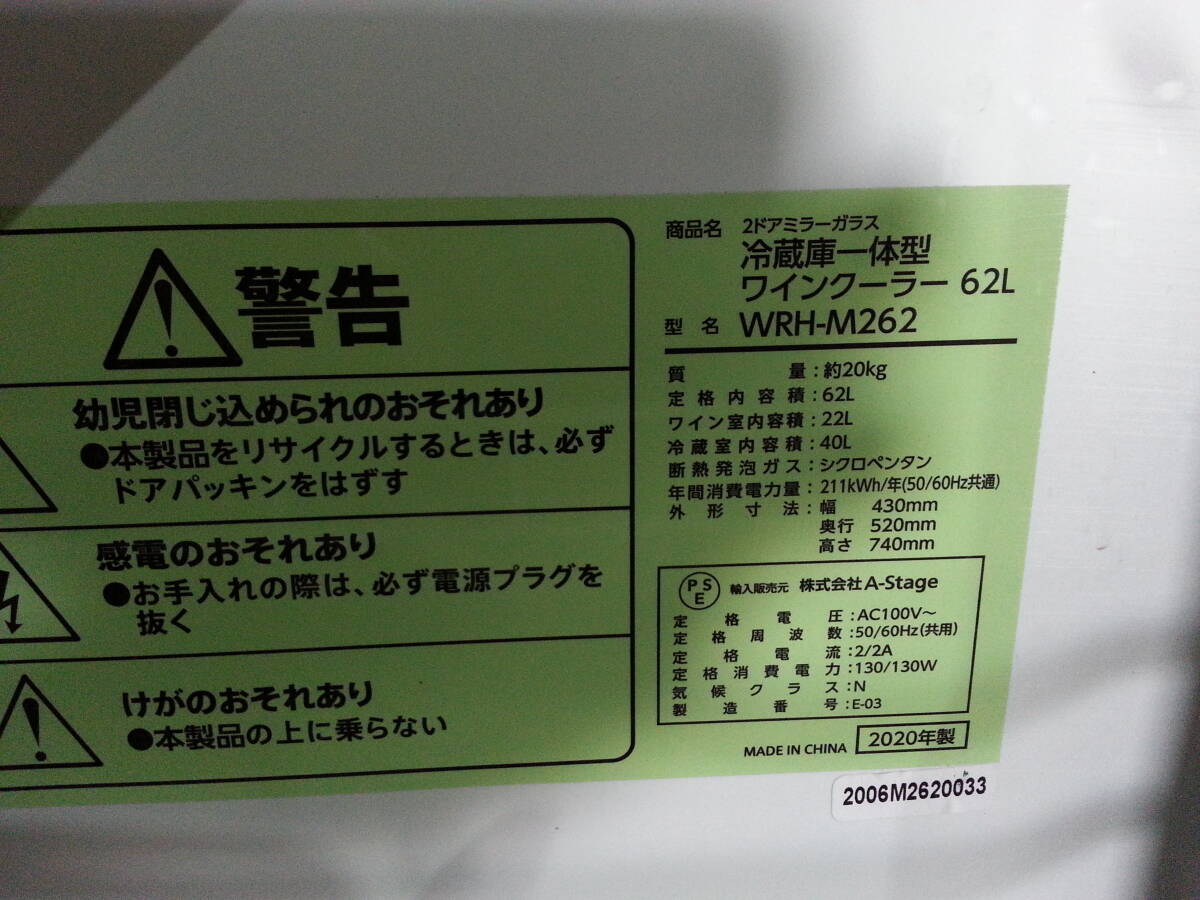 警告
幼児閉じ込められのおそれあり
●本製品をリサイクルするときは、必ず
ドアパッキンをはずす
感電のおそれあり
●お手入れの際は、必ず電源プラグを
抜く
けがのおそれあり
●本製品の上に乗らない
商品名 2ドアミラーガラス
冷蔵庫一体型
ワインクーラー 62L
型名 WRH-M262
質量:約20kg
定格内容積:62L
ワイン室内容積:22L
冷蔵室内容積:40L
断熱発泡ガス:シクロペンタン
年間消費電力量:211kWh/年(50/60Hz共通)
外形寸法:幅 430mm
奥行 520mm
高さ 740mm
PSE 輸入販売元 株式会社A-Stage
定格電圧:AC100V〜
定格周波数:50/60Hz(共用)
定格電流:2/2A
定格消費電力:130/130W
気候クラス:N
製造番号:E-03
MADE IN CHINA 2020年製
2006M2620033